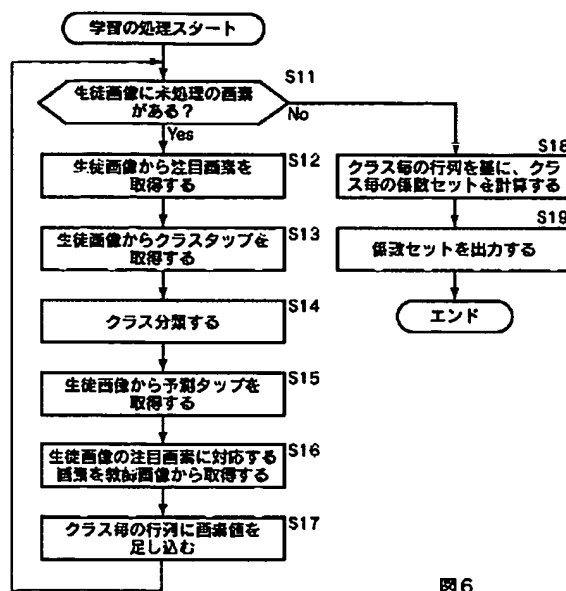 学習の処理スタート
S11
生徒画像に未処理の画素
がある?
No
Yes
S12
生徒画像から注目画素を
取得する
S13
生徒画像からクラスタップを
取得する
S14
クラス分類する
S15
生徒画像から予測タップを
取得する
S16
生徒画像の注目画素に対応する
画素を教師画像から取得する
S17
クラス毎の行列に画素値を
足し込む
S18
クラス毎の行列を基に、クラ
ス毎の係数セットを計算する
S19
係数セットを出力する
エンド
図6